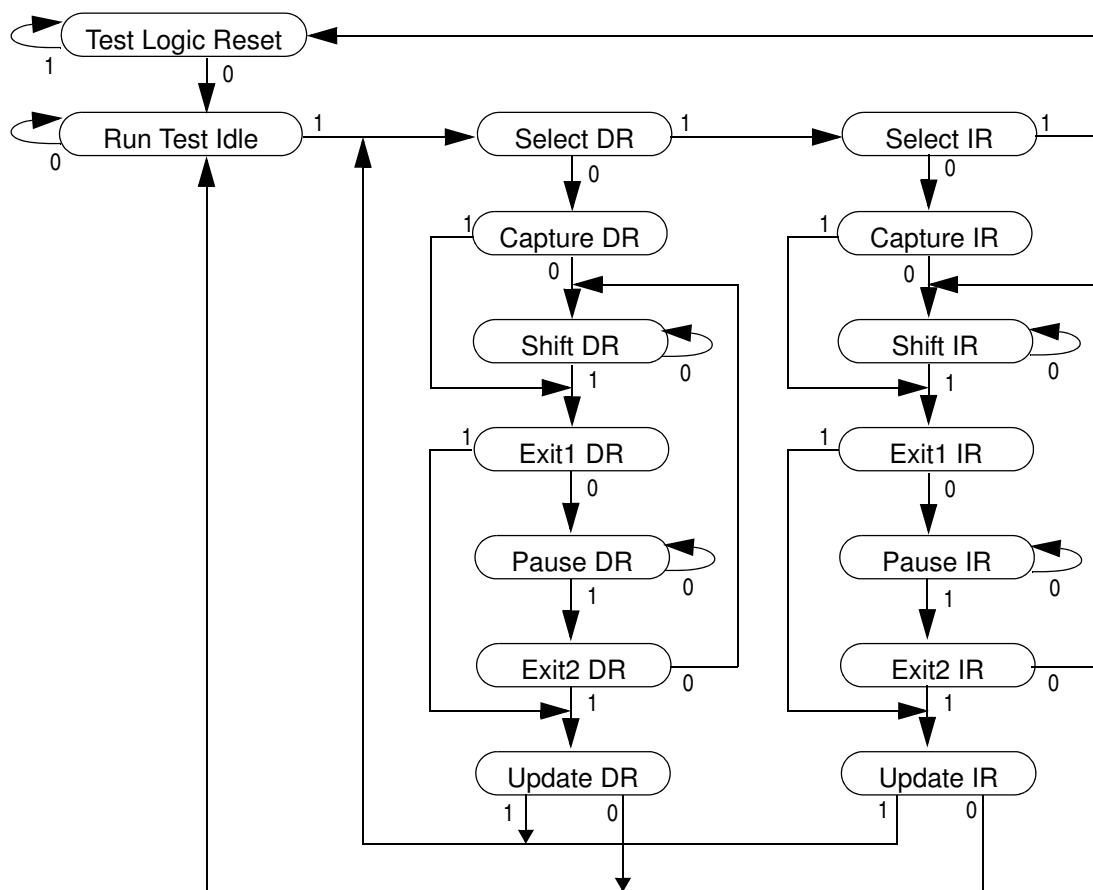 Test Logic Reset
1
0
Run Test Idle
1
Select DR
1
Select IR
1
0
0
0
1
Capture DR
1
Capture IR
0
0
Shift DR
Shift IR
0
0
1
1
1
Exit1 DR
1
Exit1 IR
0
0
Pause DR
Pause IR
0
0
1
1
Exit2 DR
Exit2 IR
0
0
1
1
Update DR
Update IR
1
0
1
0